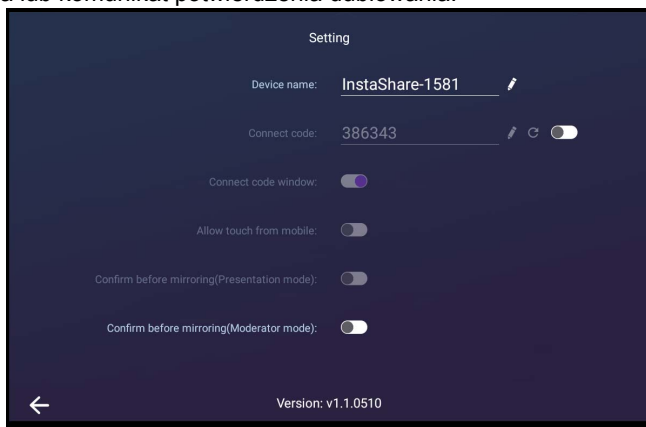 lub komunikat potwierdzenia dublowania.
Setting
Device name: InstaShare-1581
Connect code: 386343
Connect code window:
Allow touch from mobile:
Confirm before mirroring(Presentation mode):
Confirm before mirroring(Moderator mode):
Version: v1.1.0510